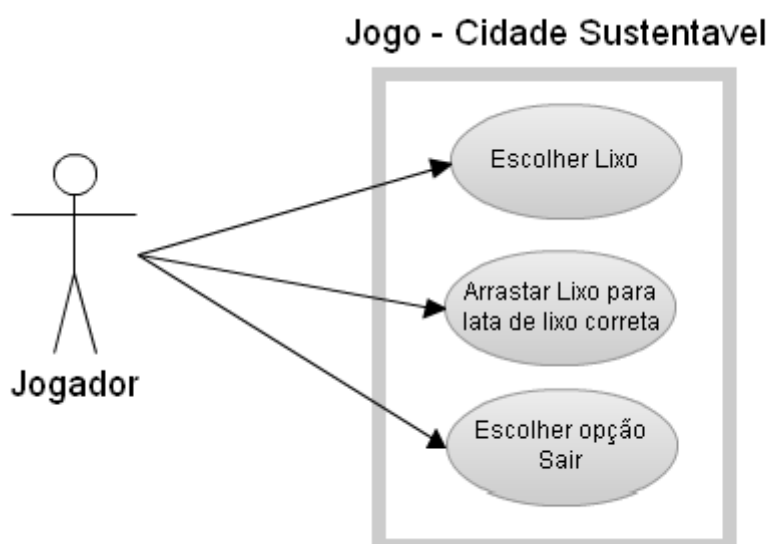 Jogo - Cidade Sustentavel
Escolher Lixo
Arrastar Lixo para
lata de lixo correta
Escolher opção
Sair
Jogador